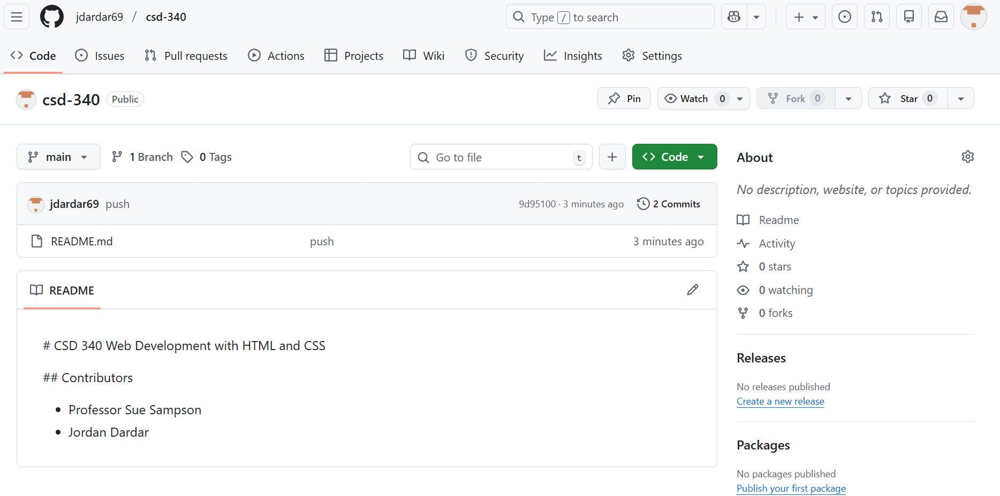 jdardar69 / csd-340 Type / to search
Code Issues Pull requests Actions Projects Wiki Security Insights Settings
csd-340 Public Pin Watch 0 Fork 0 Star 0
main 1 Branch 0 Tags Go to file t + Code
jdardar69 push 9d95100 · 3 minutes ago 2 Commits
README.md push 3 minutes ago
README
# CSD 340 Web Development with HTML and CSS
## Contributors
• Professor Sue Sampson
• Jordan Dardar
About
No description, website, or topics provided.
Readme
Activity
0 stars
0 watching
0 forks
Releases
No releases published
Create a new release
Packages
No packages published
Publish your first package